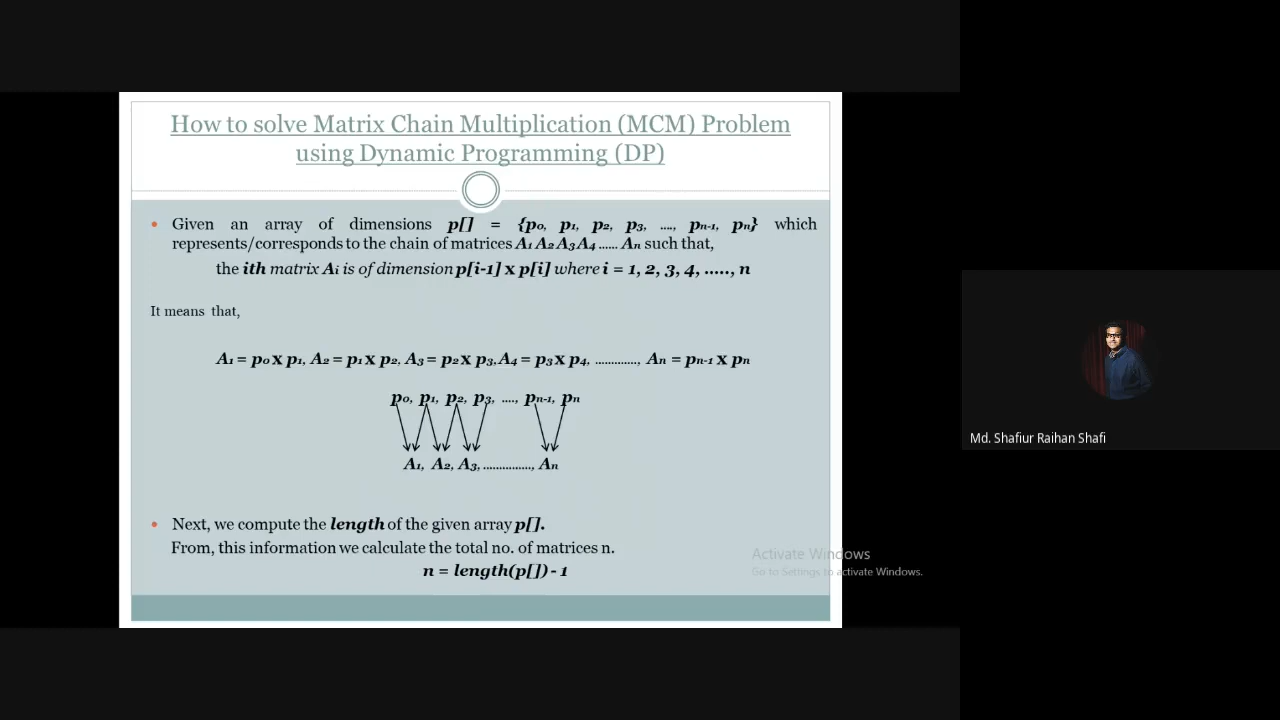 How to solve Matrix Chain Multiplication (MCM) Problem
using Dynamic Programming (DP)
• Given an array of dimensions p[] = {p0, p1, p2, p3, ...., pn-1, pn} which
represents/corresponds to the chain of matrices A1 A2 A3 A4 ...... An such that,
the ith matrix Ai is of dimension p[i-1] x p[i] where i = 1, 2, 3, 4, ....., n
It means that,
A1 = p0 x p1, A2 = p1 x p2, A3 = p2 x p3, A4 = p3 x p4, ............., An = pn-1 x pn
p0, p1, p2, p3, ...., pn-1, pn
A1, A2, A3, ..............., An
• Next, we compute the length of the given array p[].
From, this information we calculate the total no. of matrices n.
n = length(p[]) - 1
Activate Windows
Go to Settings to activate Windows.
Md. Shafiur Raihan Shafi